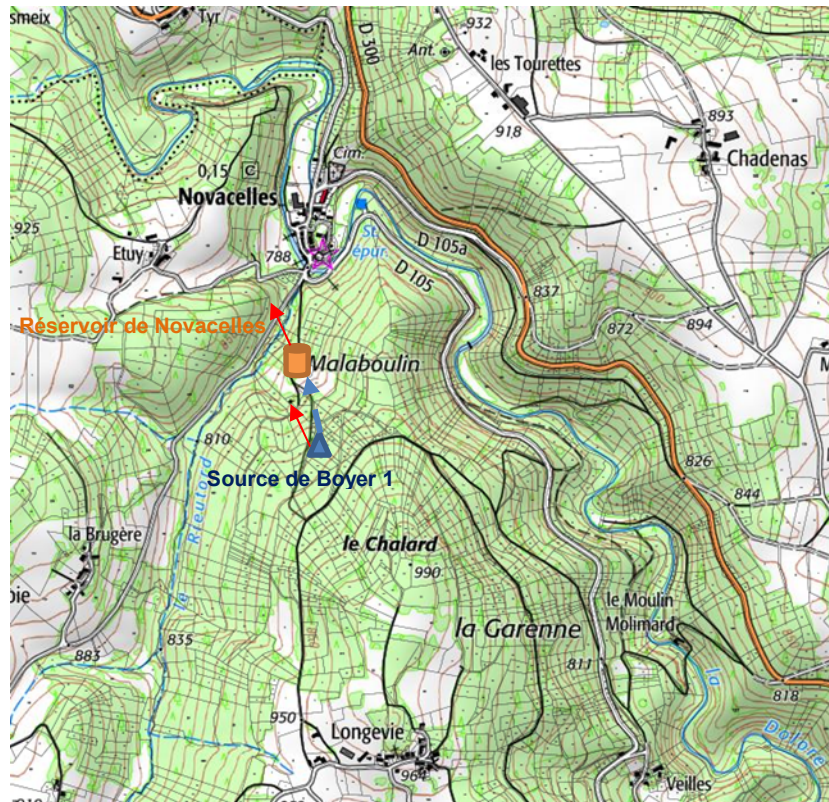 smeix
Tyr
D 300
932
Ant.
les Tourettes
893
918
Chadenas
Cim.
0,15
C
Novacelles
925
St.
épur.
D 105a
Etuy
788
D 105
837
Réservoir de Novacelles
872
894
Malaboulin
810
Source de Boyer 1
826
844
le Rieutord
la Brugère
le Chalard
990
oie
le Moulin
Molimard
la Garenne
835
883
811
818
la Dolore
950
Longevie
964
Veilles